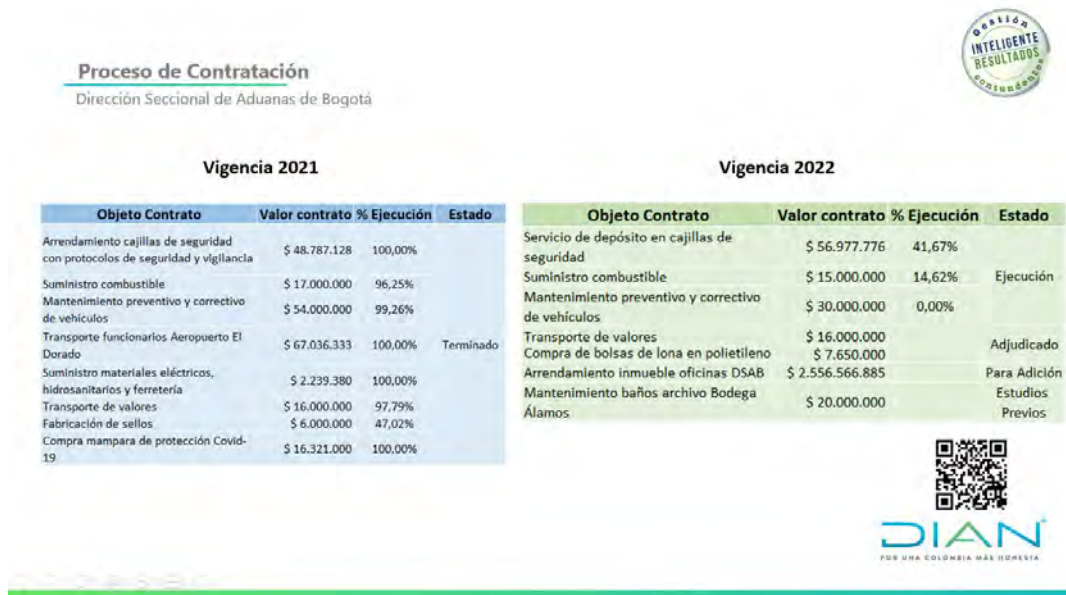 Gestión
INTELIGENTE
RESULTADOS
contundentes
Proceso de Contratación
Dirección Seccional de Aduanas de Bogotá
Vigencia 2021
Objeto Contrato Valor contrato % Ejecución Estado
Arrendamiento cajillas de seguridad
con protocolos de seguridad y vigilancia $ 48.787.128 100,00%
Suministro combustible $ 17.000.000 96,25%
Mantenimiento preventivo y correctivo
de vehículos $ 54.000.000 99,26%
Transporte funcionarios Aeropuerto El
Dorado $ 67.036.333 100,00% Terminado
Suministro materiales eléctricos,
hidrosanitarios y ferretería $ 2.239.380 100,00%
Transporte de valores $ 16.000.000 97,79%
Fabricación de sellos $ 6.000.000 47,02%
Compra mampara de protección Covid-
19 $ 16.321.000 100,00%
Vigencia 2022
Objeto Contrato Valor contrato % Ejecución Estado
Servicio de depósito en cajillas de
seguridad $ 56.977.776 41,67%
Suministro combustible $ 15.000.000 14,62% Ejecución
Mantenimiento preventivo y correctivo
de vehículos $ 30.000.000 0,00%
Transporte de valores $ 16.000.000
Compra de bolsas de lona en polietileno $ 7.650.000 Adjudicado
Arrendamiento inmueble oficinas DSAB $ 2.556.566.885 Para Adición
Mantenimiento baños archivo Bodega
Álamos $ 20.000.000 Estudios
Previos
DIAN
POR UNA COLOMBIA MÁS HONESTA